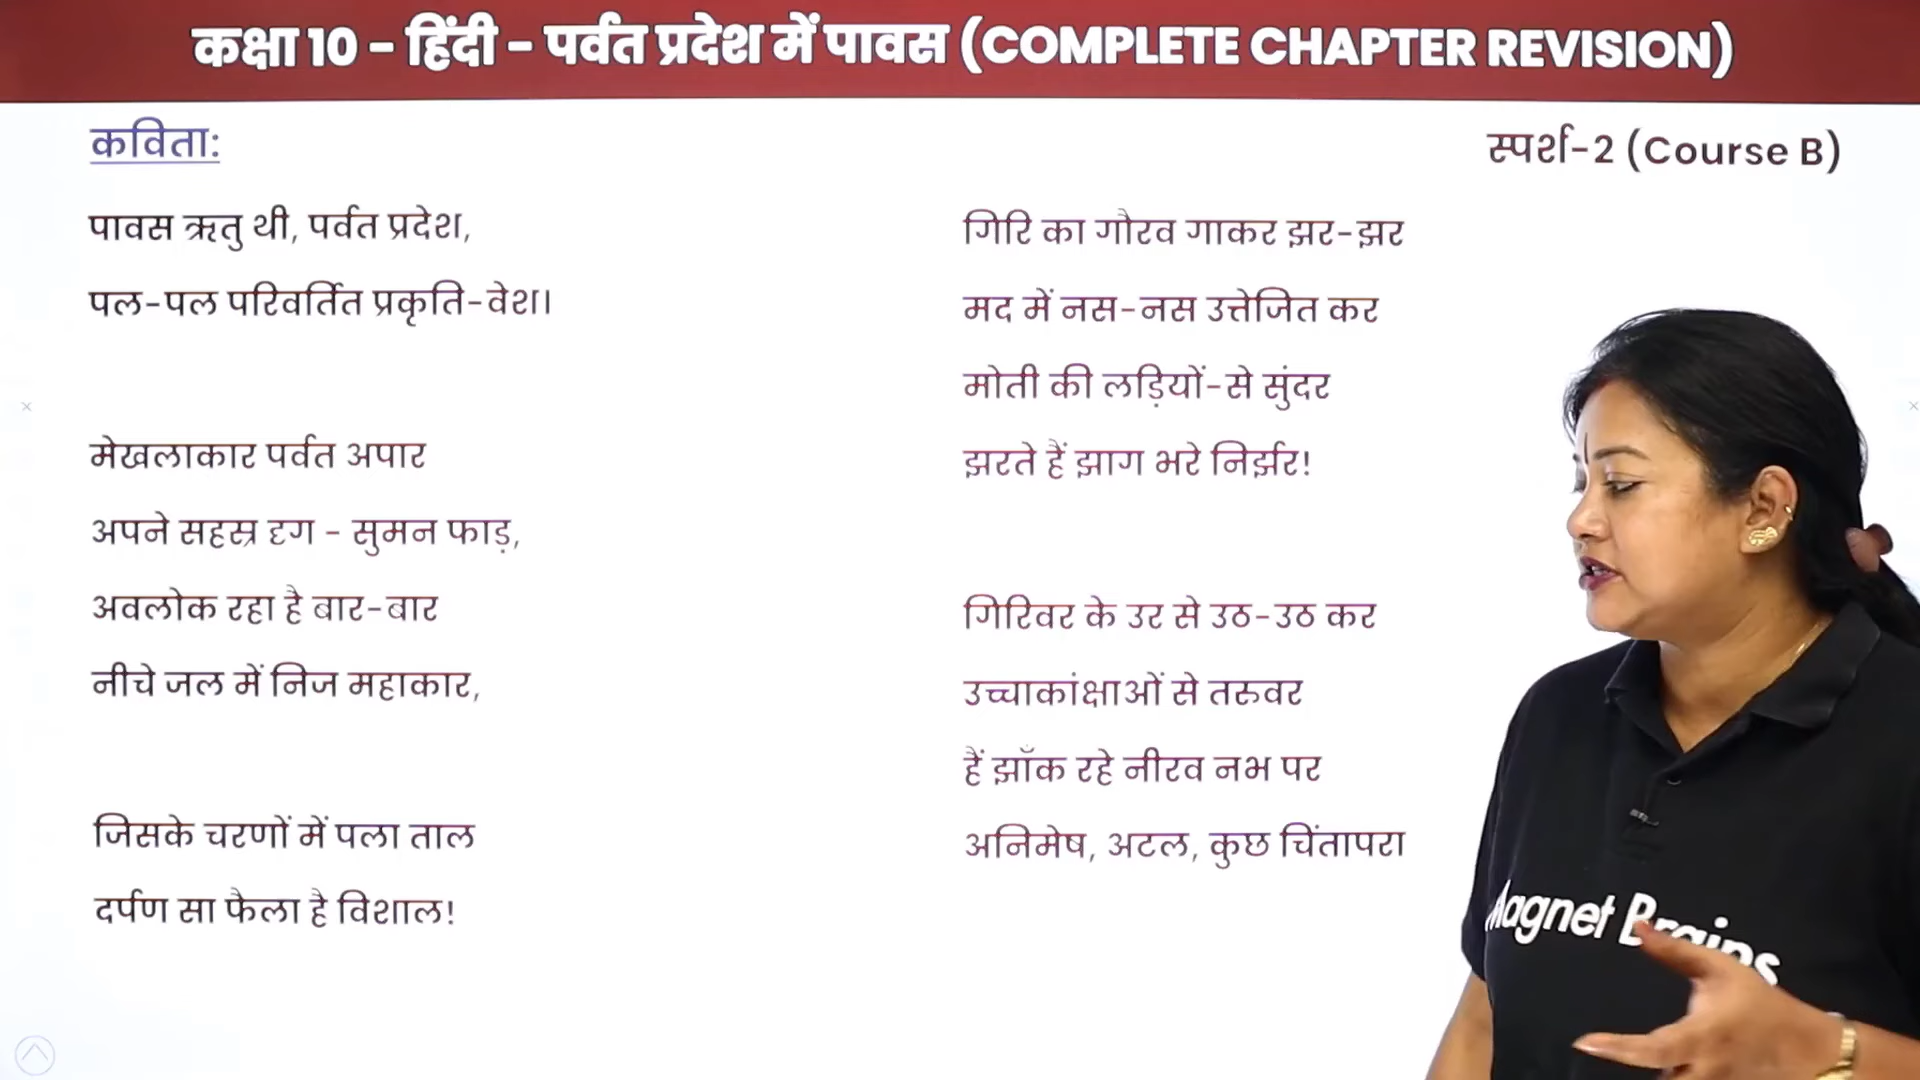 कक्षा 10 - हिंदी - पर्वत प्रदेश में पावस (COMPLETE CHAPTER REVISION)
कविता:
स्पर्श-2 (Course B)
पावस ऋतु थी, पर्वत प्रदेश,
पल-पल परिवर्तित प्रकृति-वेश।
मेखलाकार पर्वत अपार
अपने सहस्र दृग - सुमन फाड़,
अवलोक रहा है बार-बार
नीचे जल में निज महाकार,
जिसके चरणों में पला ताल
दर्पण सा फैला है विशाल!
गिरि का गौरव गाकर झर-झर
मद में नस-नस उत्तेजित कर
मोती की लड़ियों-से सुंदर
झरते हैं झाग भरे निर्झर!
गिरिवर के उर से उठ-उठ कर
उच्चाकांक्षाओं से तरुवर
हैं झाँक रहे नीरव नभ पर
अनिमेष, अटल, कुछ चिंतापरा
Magnet Brains